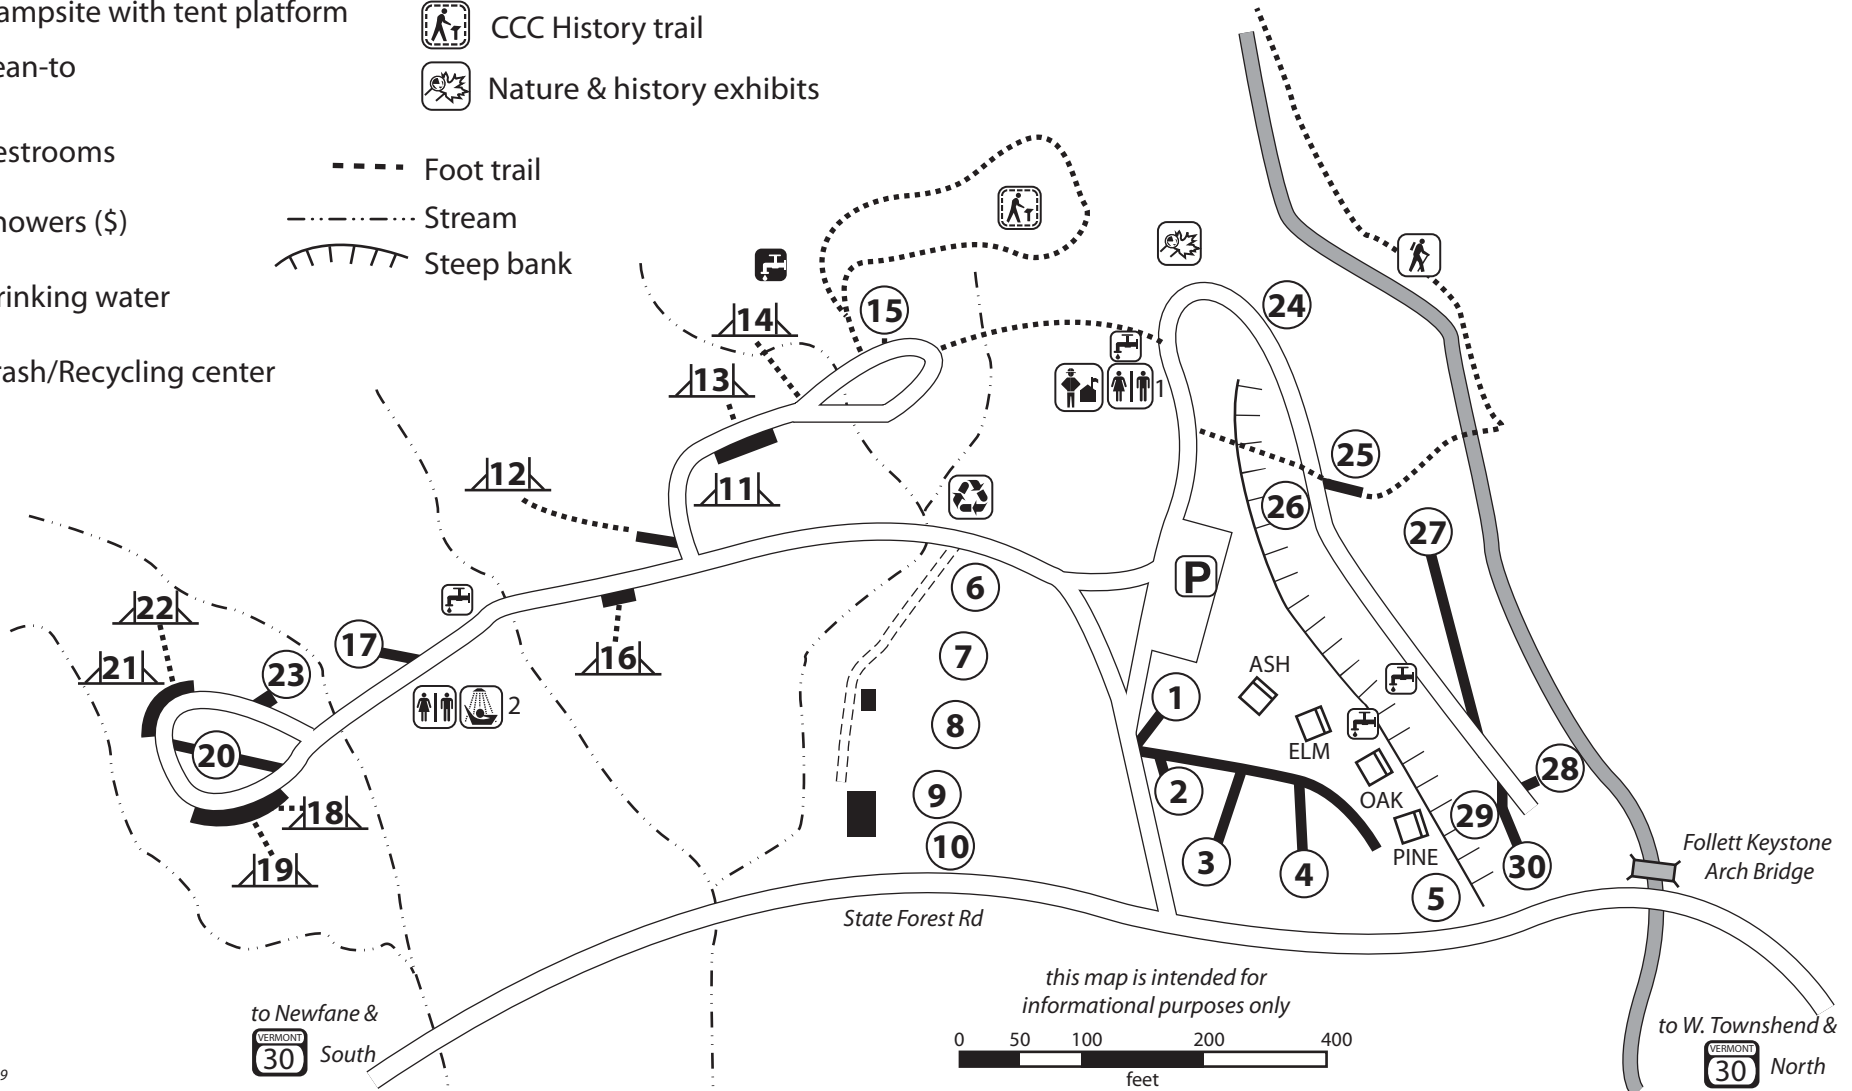 ampsite with tent platform
ean-to
estrooms
howers ($)
rinking water
rash/Recycling center
CCC History trail
Nature & history exhibits
Foot trail
Stream
Steep bank
14
15
13
12
11
24
1
25
26
27
P
22
21
23
17
20
18
19
16
2
6
7
8
9
10
ASH
ELM
OAK
PINE
1
2
3
4
5
28
29
30
State Forest Rd
Follett Keystone
Arch Bridge
this map is intended for
informational purposes only
0 50 100 200 400
feet
to Newfane &
VERMONT
30 South
to W. Townshend &
VERMONT
30 North
9